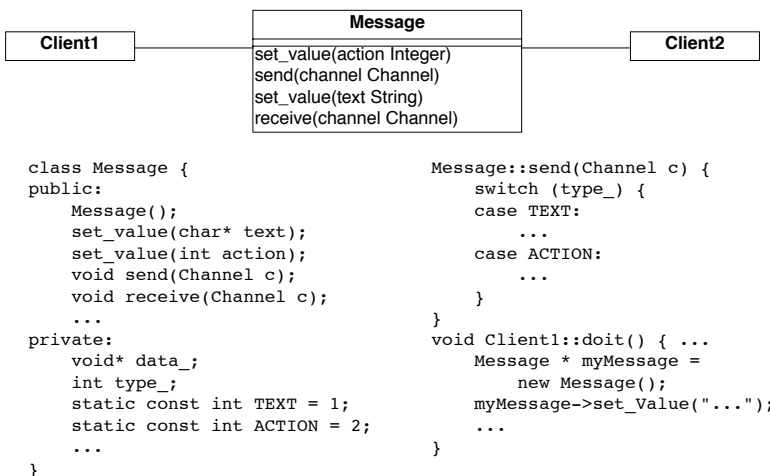 Message
Client1
Client2
set_value(action Integer)
send(channel Channel)
set_value(text String)
receive(channel Channel)
class Message {
public:
Message();
set_value(char* text);
set_value(int action);
void send(Channel c);
void receive(Channel c);
...
private:
void* data_;
int type_;
static const int TEXT = 1;
static const int ACTION = 2;
...
}
Message::send(Channel c) {
switch (type_) {
case TEXT:
...
case ACTION:
...
}
}
void Client1::doit() { ...
Message * myMessage =
new Message();
myMessage->set_Value("...");
...
}